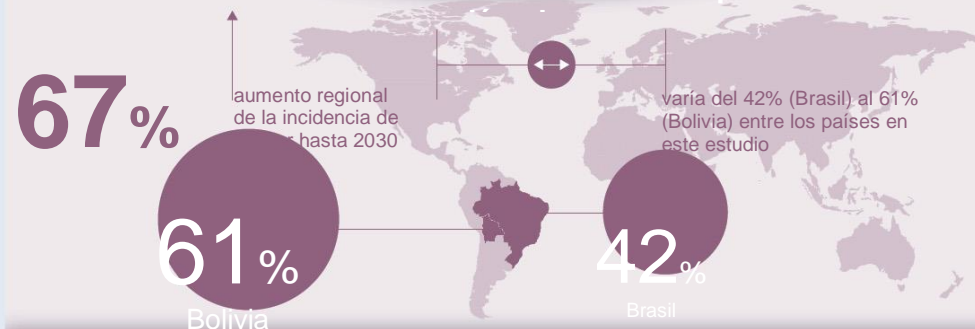 67%
aumento regional
de la incidencia de
hasta 2030
varía del 42% (Brasil) al 61%
(Bolivia) entre los países en
este estudio
61%
Bolivia
42%
Brasil